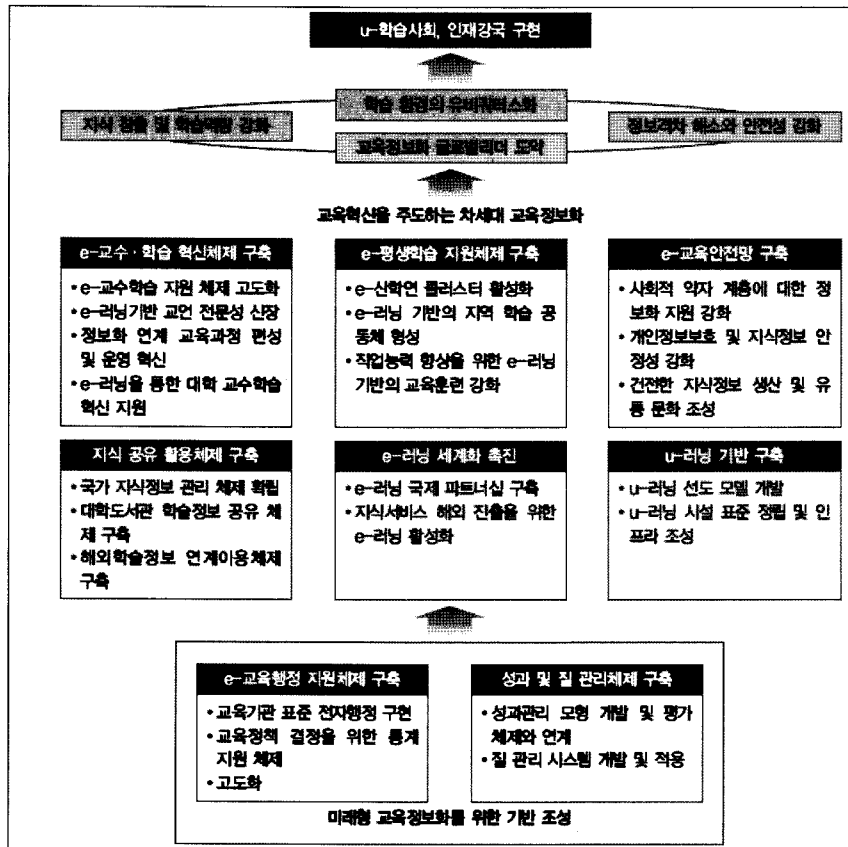 u-학습사회, 인재강국 구현
학습 환경의 유비쿼터스화
지식 창출 및 학습역량 강화
정보격차 해소와 안전성 강화
교육정보화 글로벌리더 도약
교육혁신을 주도하는 차세대 교육정보화
e-교수·학습 혁신체제 구축
• e-교수학습 지원 체제 고도화
• e-러닝기반 교언 전문성 신장
• 정보화 연계 교육과정 편성
및 운영 혁신
• e-러닝을 통한 대학 교수학습
혁신 지원
e-평생학습 지원체제 구축
• e-산학연 클러스터 활성화
• e-러닝 기반의 지역 학습 공
동체 형성
• 직업능력 향상을 위한 e-러닝
기반의 교육훈련 강화
e-교육안전망 구축
• 사회적 약자 계층에 대한 정
보화 지원 강화
• 개인정보보호 및 지식정보 안
정성 강화
• 건전한 지식정보 생산 및 유
통 문화 조성
지식 공유 활용체제 구축
• 국가 지식정보 관리 체제 확립
• 대학도서관 학술정보 공유 체
제 구축
• 해외학술정보 연계이용체제
구축
e-러닝 세계화 촉진
• e-러닝 국제 파트너십 구축
• 지식서비스 해외 진출을 위한
e-러닝 활성화
u-러닝 기반 구축
• u-러닝 선도 모델 개발
• u-러닝 시설 표준 정립 및 인
프라 조성
e-교육행정 지원체제 구축
• 교육기관 표준 전자행정 구현
• 교육정책 결정을 위한 통계
지원 체제
• 고도화
성과 및 질 관리체제 구축
• 성과관리 모형 개발 및 평가
체제와 연계
• 질 관리 시스템 개발 및 적용
미래형 교육정보화를 위한 기반 조성